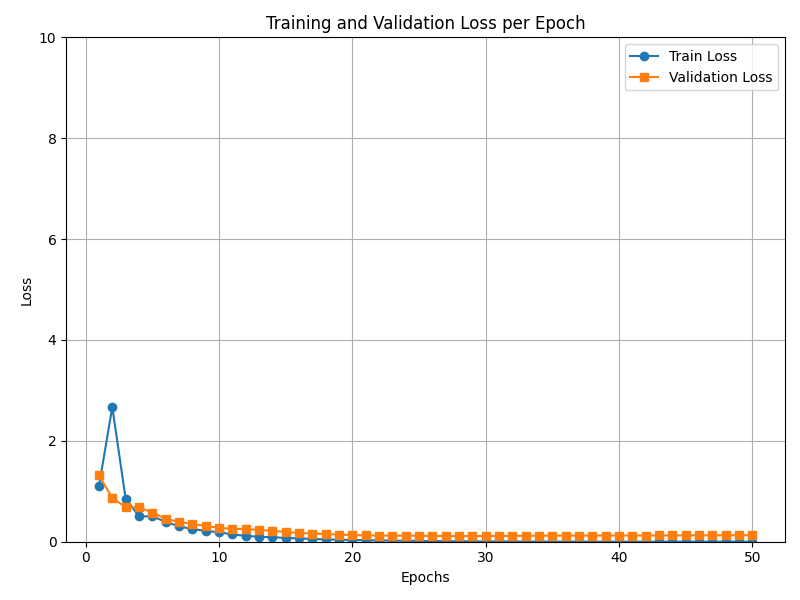 Training and Validation Loss per Epoch
10
8
6
4
2
0
Loss
Train Loss
Validation Loss
0 10 20 30 40 50
Epochs